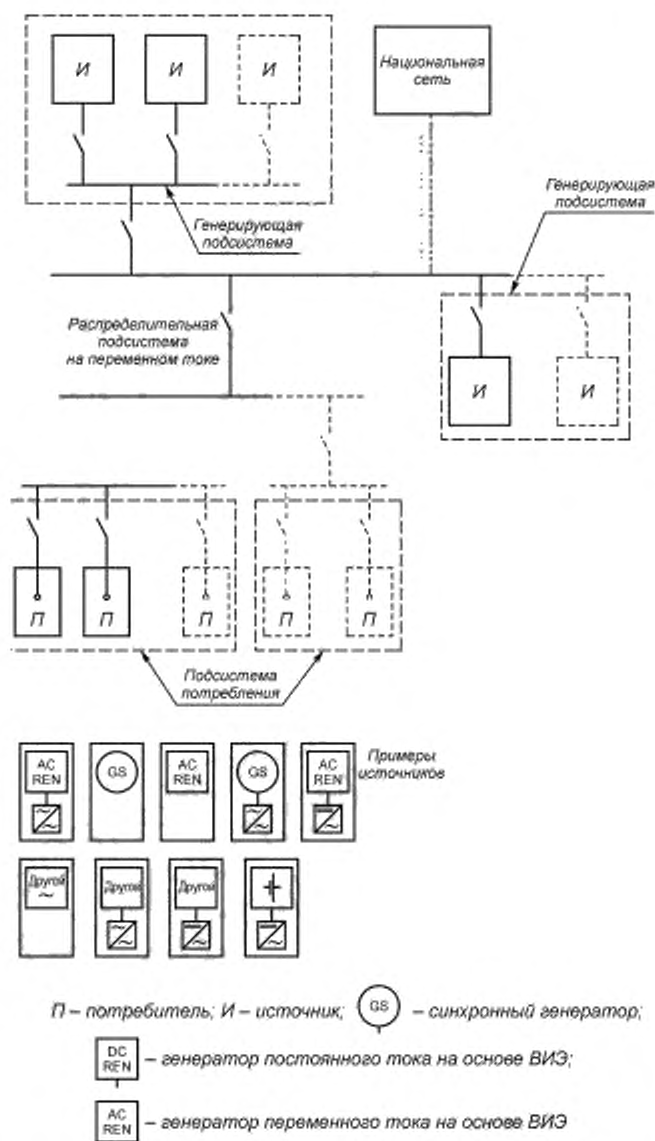 И
И
И
Национальная
сеть
Генерирующая
подсистема
Генерирующая
подсистема
Распределительная
подсистема
на переменном токе
И
И
П
П
П
П
П
Подсистема
потребления
AC
REN
GS
AC
REN
GS
AC
REN
Примеры
источников
Другой
~
Другой
Другой
П – потребитель; И – источник; GS – синхронный генератор;
DC
REN
– генератор постоянного тока на основе ВИЭ;
AC
REN
– генератор переменного тока на основе ВИЭ